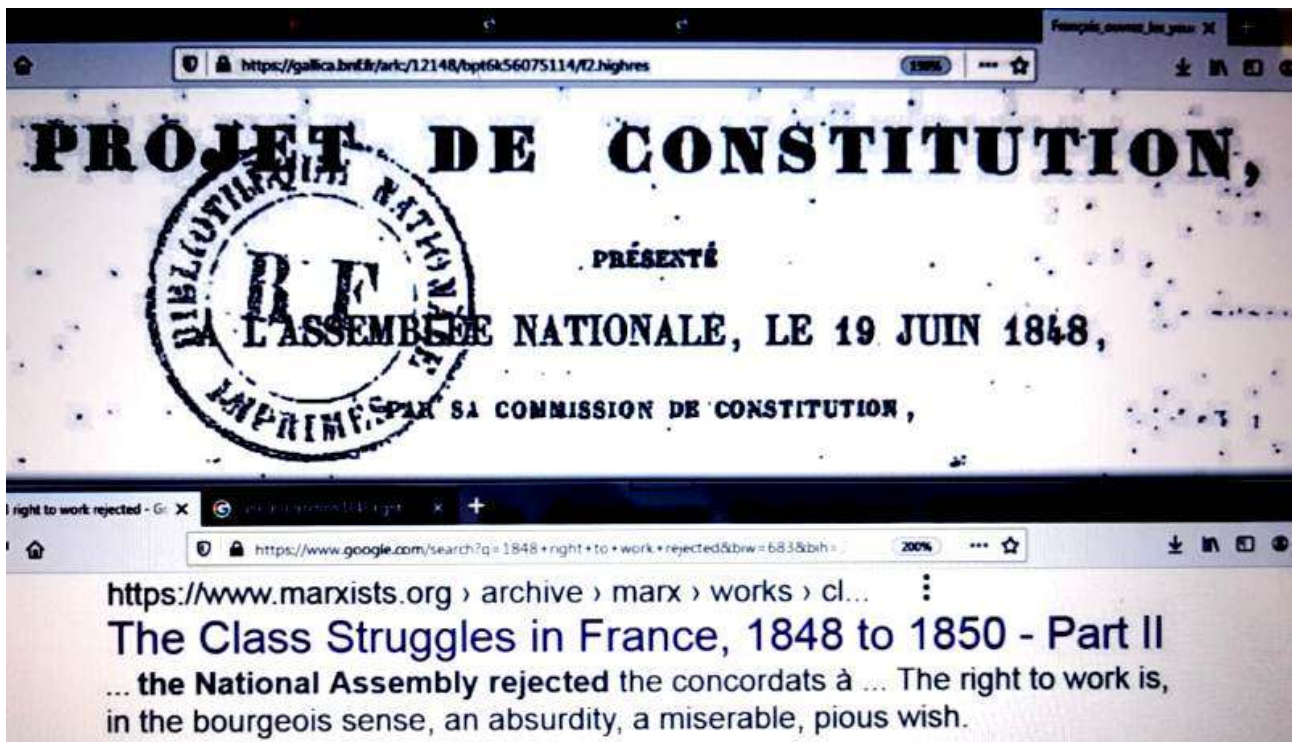 François_ouvrez_les_yeux
https://gallica.bnf.fr/ark:/12148/bpt6k56075114/f2.highres
PROJET DE CONSTITUTION,
BIBLIOTHEQUE NATIONALE
R F
IMPRIMÉS
PRÉSENTÉ
A L'ASSEMBLÉE NATIONALE, LE 19 JUIN 1848,
PAR SA COMMISSION DE CONSTITUTION,
right to work rejected - G
https://www.google.com/search?q=1848+right+to+work+rejected&biw=683&bih=
200%
https://www.marxists.org › archive › marx › works › cl...
The Class Struggles in France, 1848 to 1850 - Part II
... the National Assembly rejected the concordats à ... The right to work is,
in the bourgeois sense, an absurdity, a miserable, pious wish.